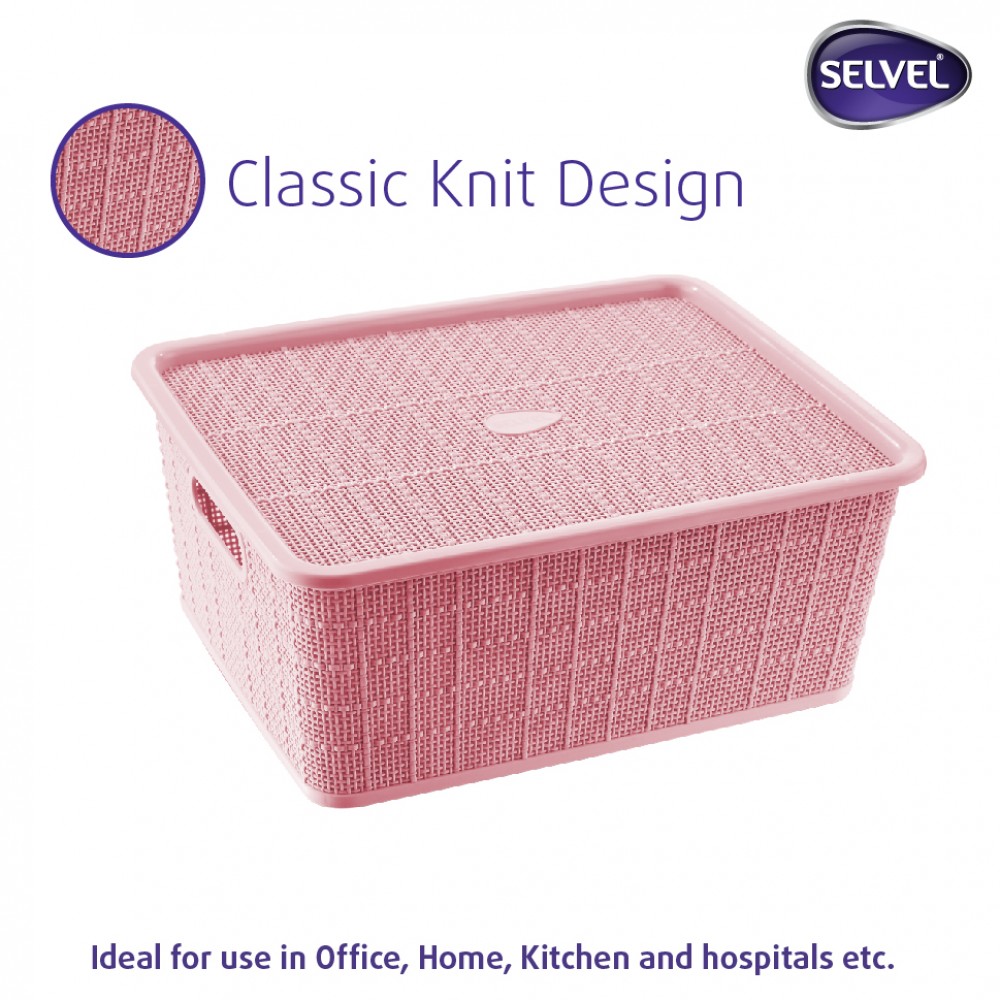 SELVEL®
Classic Knit Design
Ideal for use in Office, Home, Kitchen and hospitals etc.